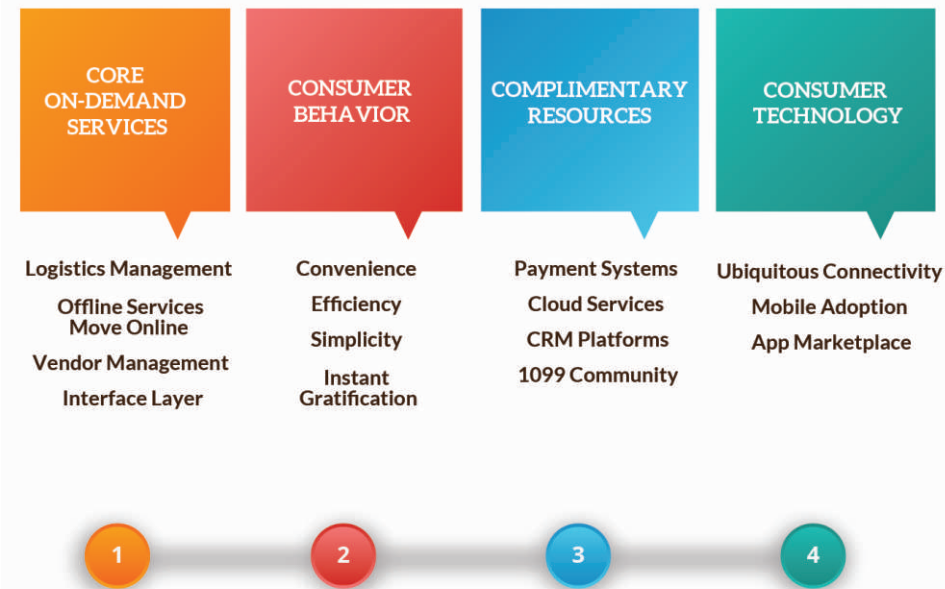 CORE
ON-DEMAND
SERVICES
Logistics Management
Offline Services
Move Online
Vendor Management
Interface Layer
CONSUMER
BEHAVIOR
Convenience
Efficiency
Simplicity
Instant
Gratification
COMPLIMENTARY
RESOURCES
Payment Systems
Cloud Services
CRM Platforms
1099 Community
CONSUMER
TECHNOLOGY
Ubiquitous Connectivity
Mobile Adoption
App Marketplace
1
2
3
4